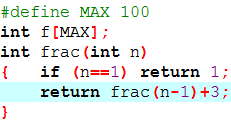 #define MAX 100
int f[MAX];
int frac(int n)
{   if (n==1) return 1;
    return frac(n-1)+3;
}